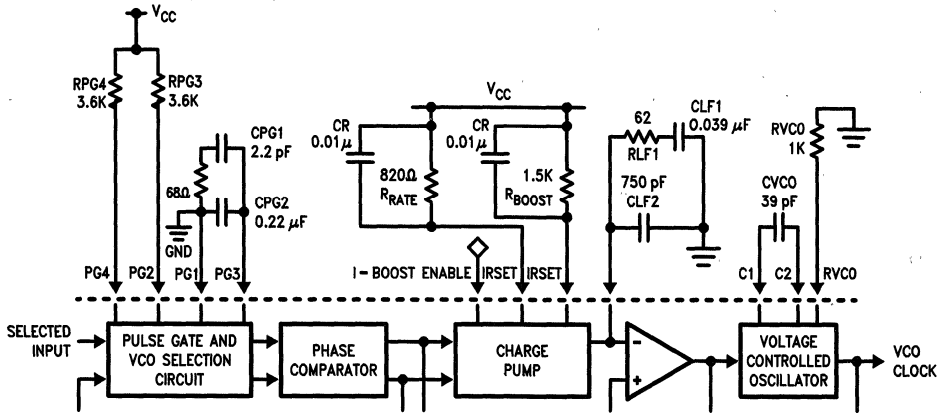 VCC
RPG4
3.6K
RPG3
3.6K
CPG1
2.2 pF
68Ω
CPG2
0.22 μF
GND
PG4
PG2
PG1
PG3
VCC
CR
0.01μ
820Ω
RRATE
CR
0.01μ
1.5K
RBOOST
I-BOOST ENABLE
IRSET
IRSET
62
RLF1
CLF1
0.039 μF
750 pF
CLF2
RVCO
1K
CVCO
39 pF
C1
C2
RVCO
SELECTED
INPUT
PULSE GATE AND
VCO SELECTION
CIRCUIT
PHASE
COMPARATOR
CHARGE
PUMP
-
+
VOLTAGE
CONTROLLED
OSCILLATOR
VCO
CLOCK